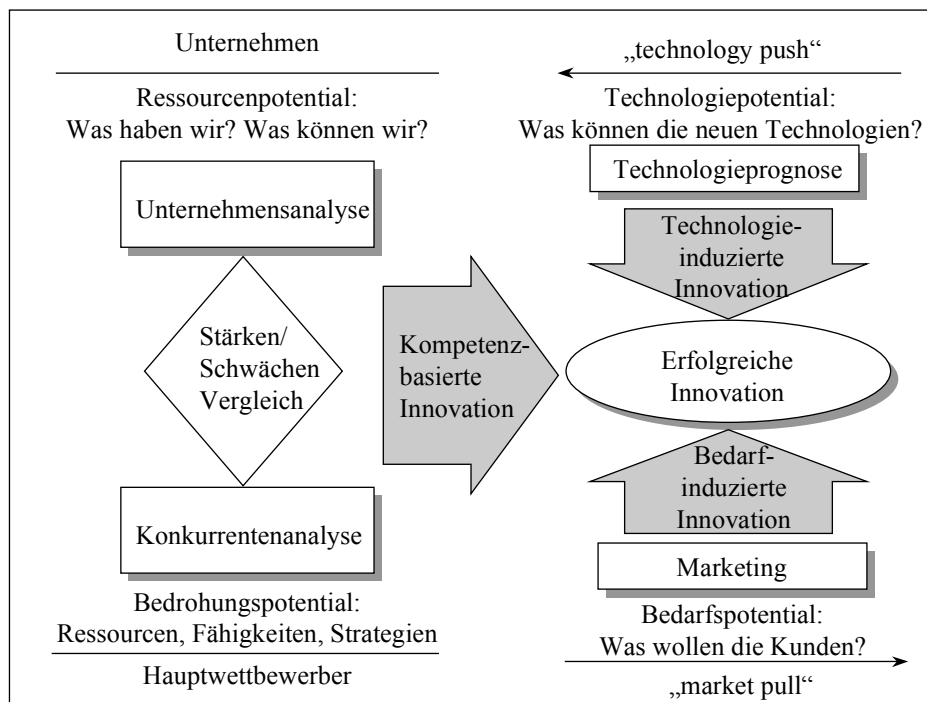 Unternehmen
Ressourcenpotential:
Was haben wir? Was können wir?
Unternehmensanalyse
Stärken/
Schwächen
Vergleich
Konkurrentenanalyse
Bedrohungspotential:
Ressourcen, Fähigkeiten, Strategien
Hauptwettbewerber
Kompetenz-
basierte
Innovation
„technology push“
Technologiepotential:
Was können die neuen Technologien?
Technologieprognose
Technologie-
induzierte
Innovation
Erfolgreiche
Innovation
Bedarf-
induzierte
Innovation
Marketing
Bedarfspotential:
Was wollen die Kunden?
„market pull“